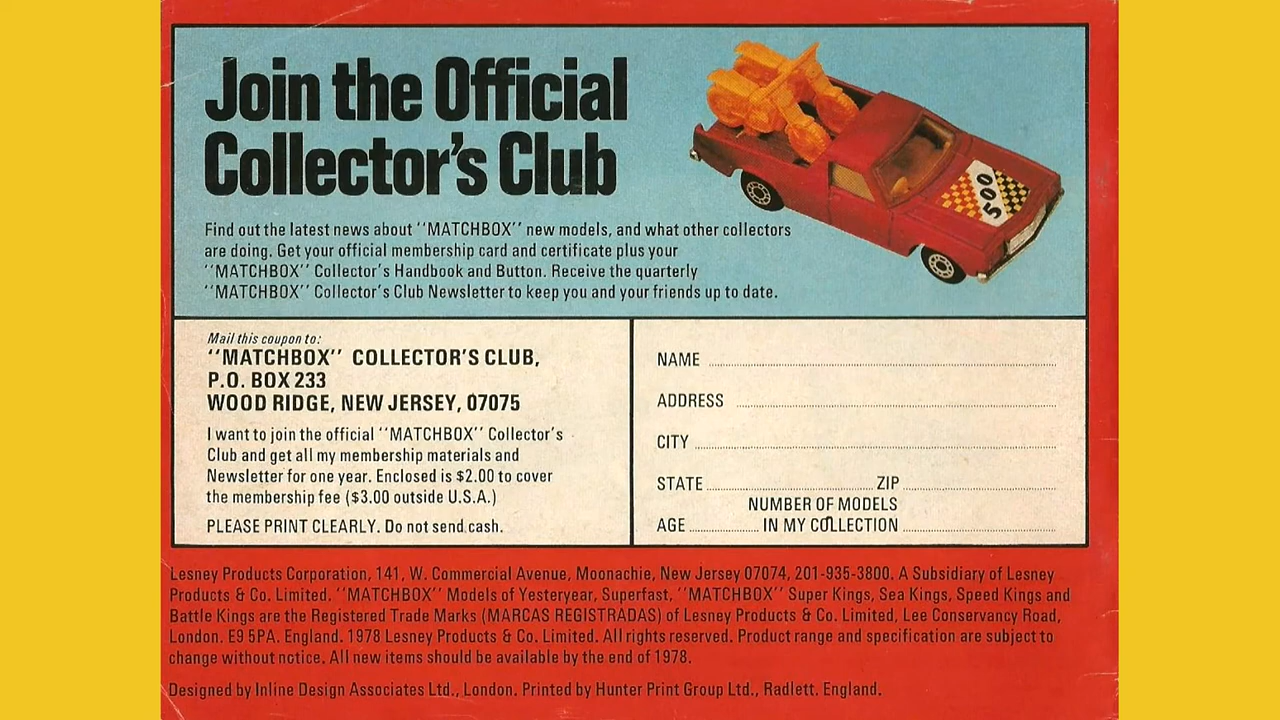 Join the Official
Collector's Club
500
Find out the latest news about "MATCHBOX" new models, and what other collectors
are doing. Get your official membership card and certificate plus your
"MATCHBOX" Collector's Handbook and Button. Receive the quarterly
"MATCHBOX" Collector's Club Newsletter to keep you and your friends up to date.
Mail this coupon to:
"MATCHBOX" COLLECTOR'S CLUB,
P.O. BOX 233
WOOD RIDGE, NEW JERSEY, 07075
I want to join the official "MATCHBOX" Collector's
Club and get all my membership materials and
Newsletter for one year. Enclosed is $2.00 to cover
the membership fee ($3.00 outside U.S.A.)
PLEASE PRINT CLEARLY. Do not send cash.
NAME
ADDRESS
CITY
STATE ZIP
NUMBER OF MODELS
AGE IN MY COLLECTION
Lesney Products Corporation, 141, W. Commercial Avenue, Moonachie, New Jersey 07074, 201-935-3800. A Subsidiary of Lesney
Products & Co. Limited. "MATCHBOX" Models of Yesteryear, Superfast, "MATCHBOX" Super Kings, Sea Kings, Speed Kings and
Battle Kings are the Registered Trade Marks (MARCAS REGISTRADAS) of Lesney Products & Co. Limited, Lee Conservancy Road,
London. E9 5PA. England. 1978 Lesney Products & Co. Limited. All rights reserved. Product range and specification are subject to
change without notice. All new items should be available by the end of 1978.
Designed by Inline Design Associates Ltd., London. Printed by Hunter Print Group Ltd., Radlett. England.